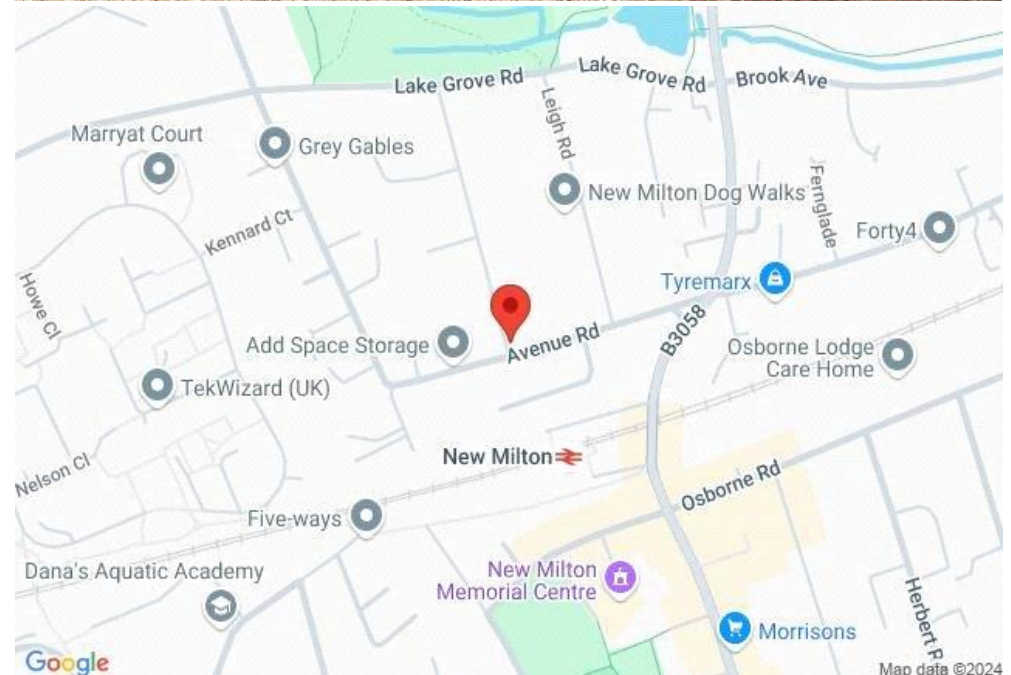 Lake Grove Rd
Lake Grove Rd
Brook Ave
Marryat Court
Grey Gables
Leigh Rd
New Milton Dog Walks
Fernglade
Kennard Ct
Forty4
Howe Cl
Tyremarx
Add Space Storage
Avenue Rd
B3058
Osborne Lodge
Care Home
TekWizard (UK)
New Milton
Nelson Cl
Osborne Rd
Five-ways
Dana's Aquatic Academy
New Milton
Memorial Centre
Herbert R
Morrisons
Google
Map data ©2024